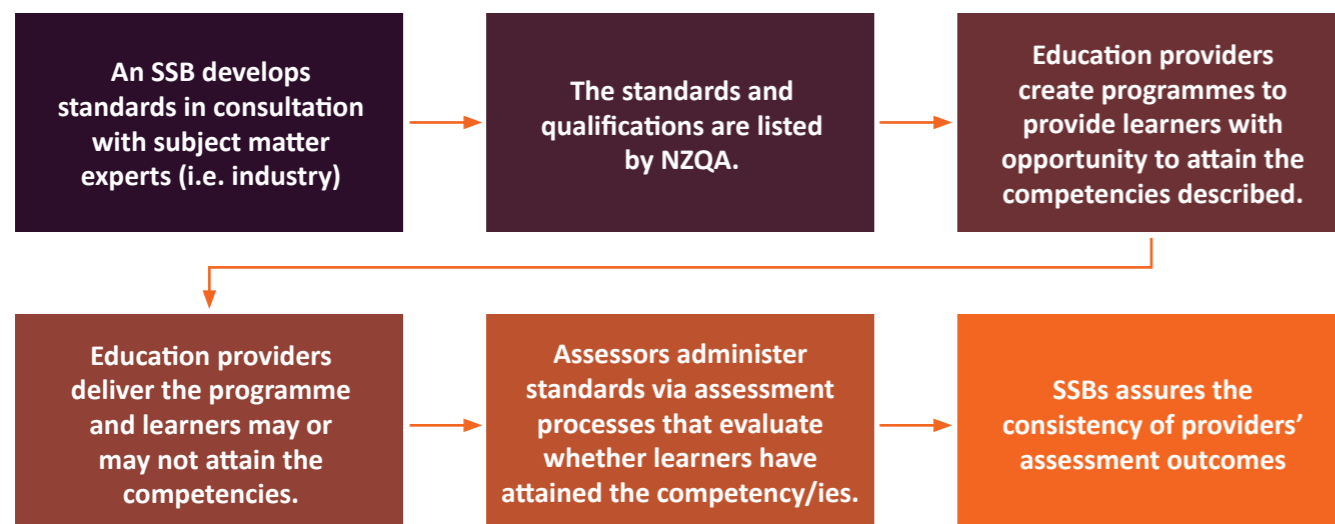 An SSB develops
standards in consultation
with subject matter
experts (i.e. industry)
The standards and
qualifications are listed
by NZQA.
Education providers
create programmes to
provide learners with
opportunity to attain the
competencies described.
Education providers
deliver the programme
and learners may or
may not attain the
competencies.
Assessors administer
standards via assessment
processes that evaluate
whether learners have
attained the competency/ies.
SSBs assures the
consistency of providers’
assessment outcomes